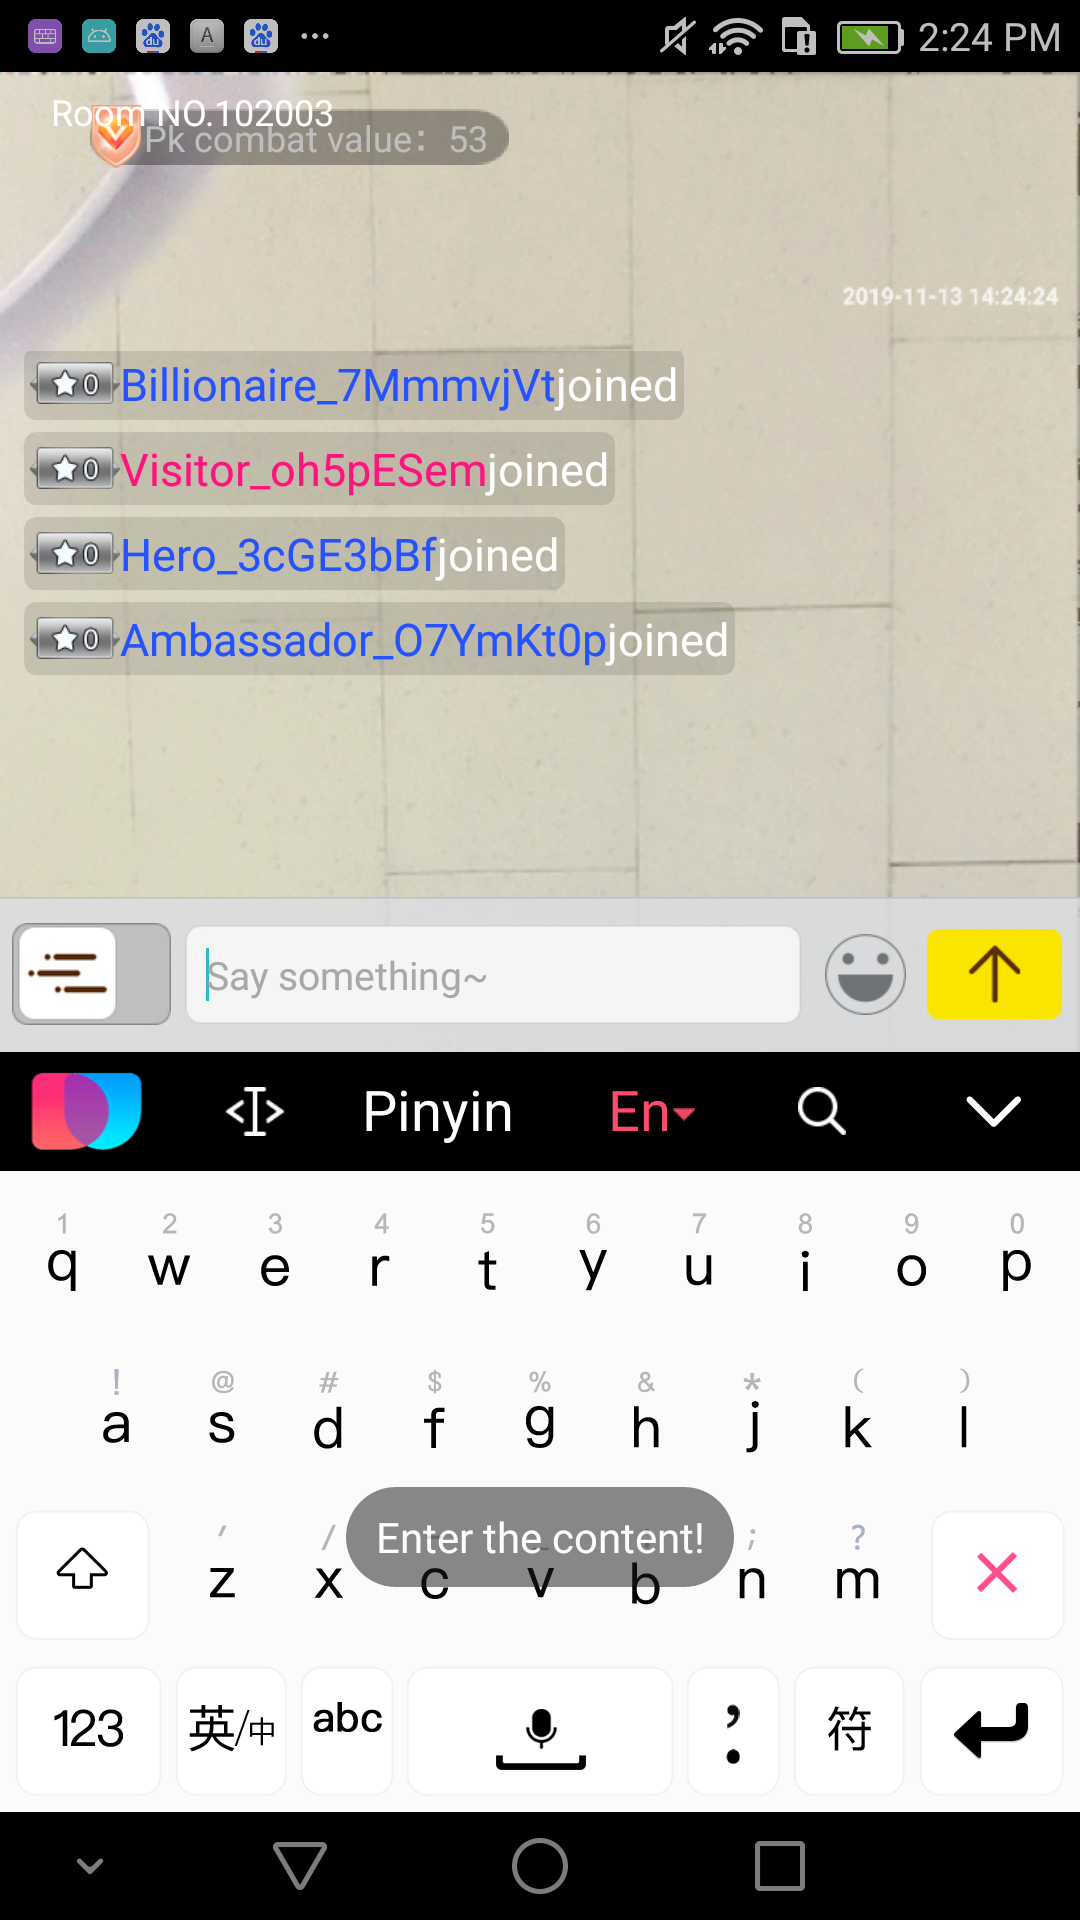 2:24 PM
Room NO.102003
Pk combat value: 53
2019-11-13 14:24:24
0 Billionaire_7MmmvjVtjoined
0 Visitor_oh5pESemjoined
0 Hero_3cGE3bBfjoined
0 Ambassador_O7YmKt0pjoined
Say something~
Pinyin En
1 2 3 4 5 6 7 8 9 0
q w e r t y u i o p
! @ # $ % & * ( )
a s d f g h j k l
Enter the content!
' / ; ?
z x c v b n m
123 英/中 abc , . 符